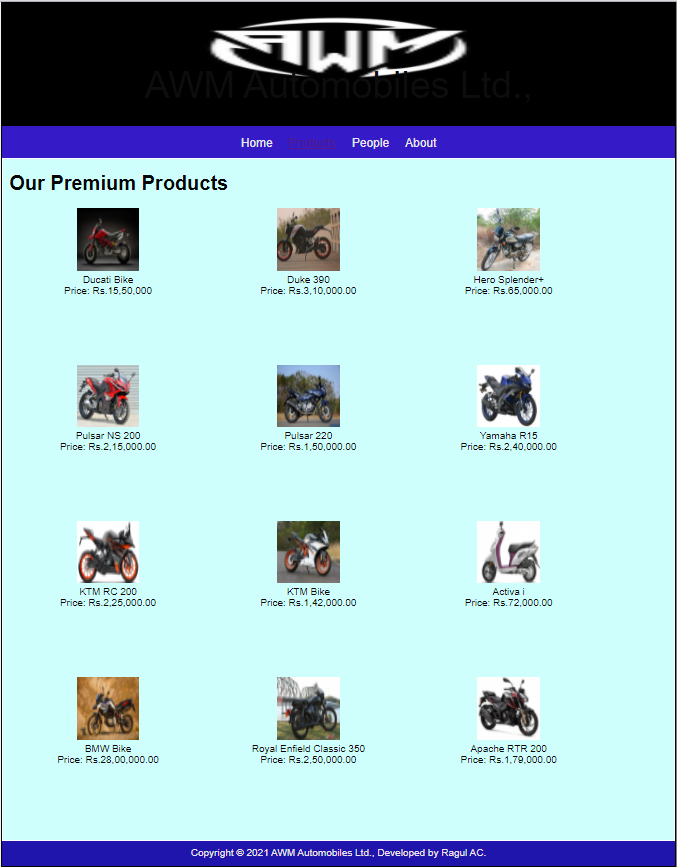 AWM
AWM Automobiles Ltd.,
Home Products People About
Our Premium Products
Ducati Bike
Price: Rs.15,50,000
Duke 390
Price: Rs.3,10,000.00
Hero Splender+
Price: Rs.65,000.00
Pulsar NS 200
Price: Rs.2,15,000.00
Pulsar 220
Price: Rs.1,50,000.00
Yamaha R15
Price: Rs.2,40,000.00
KTM RC 200
Price: Rs.2,25,000.00
KTM Bike
Price: Rs.1,42,000.00
Activa i
Price: Rs.72,000.00
BMW Bike
Price: Rs.28,00,000.00
Royal Enfield Classic 350
Price: Rs.2,50,000.00
Apache RTR 200
Price: Rs.1,79,000.00
Copyright © 2021 AWM Automobiles Ltd., Developed by Ragul AC.